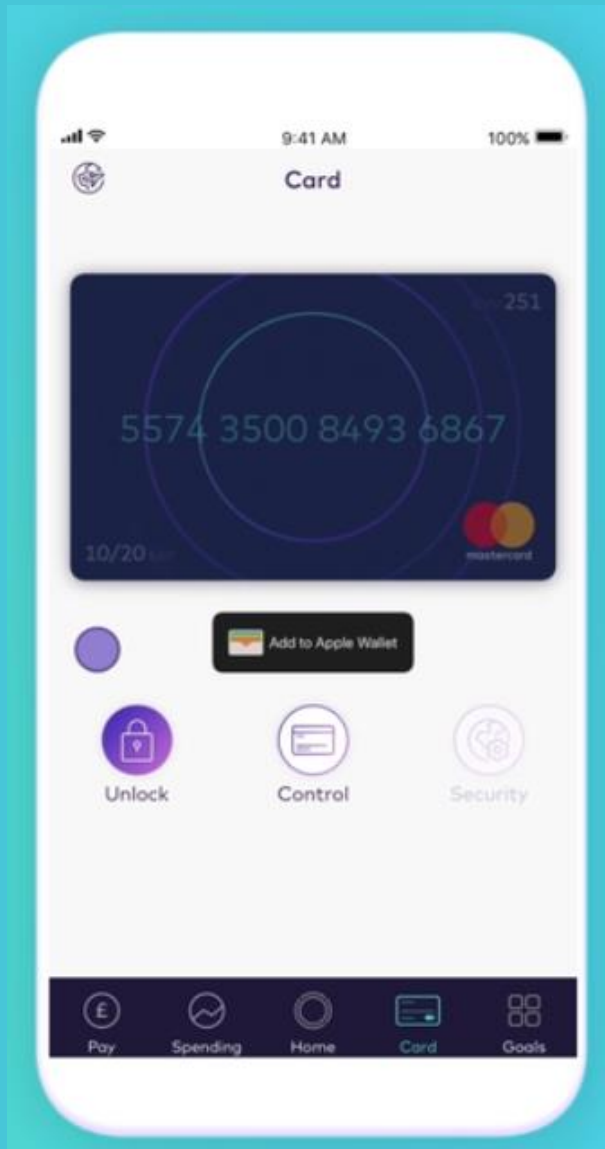 9:41 AM 100%
Card
251
5574 3500 8493 6867
10/20
mastercard
Add to Apple Wallet
Unlock Control Security
£
Pay Spending Home Card Goals